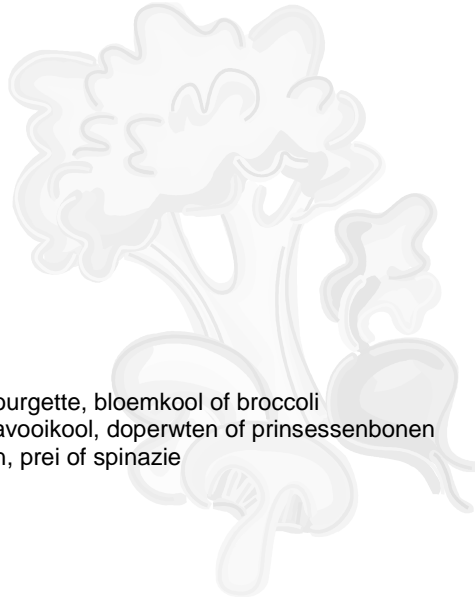 ourgette, bloemkool of broccoli
avooikool, doperwten of prinsessenbonen
n, prei of spinazie